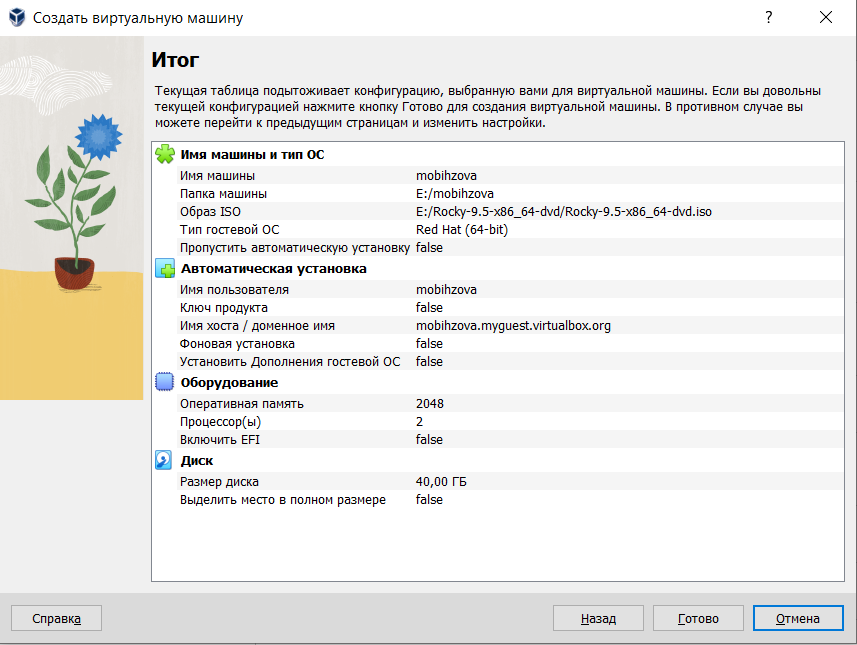 Создать виртуальную машину
?
Итог
Текущая таблица подытоживает конфигурацию, выбранную вами для виртуальной машины. Если вы довольны
текущей конфигурацией нажмите кнопку Готово для создания виртуальной машины. В противном случае вы
можете перейти к предыдущим страницам и изменить настройки.
Имя машины и тип ОС
Имя машины mobihzova
Папка машины E:/mobihzova
Образ ISO E:/Rocky-9.5-x86_64-dvd/Rocky-9.5-x86_64-dvd.iso
Тип гостевой ОС Red Hat (64-bit)
Пропустить автоматическую установку false
Автоматическая установка
Имя пользователя mobihzova
Ключ продукта false
Имя хоста / доменное имя mobihzova.myguest.virtualbox.org
Фоновая установка false
Установить Дополнения гостевой ОС false
Оборудование
Оперативная память 2048
Процессор(ы) 2
Включить EFI false
Диск
Размер диска 40,00 ГБ
Выделить место в полном размере false
Справка Назад Готово Отмена